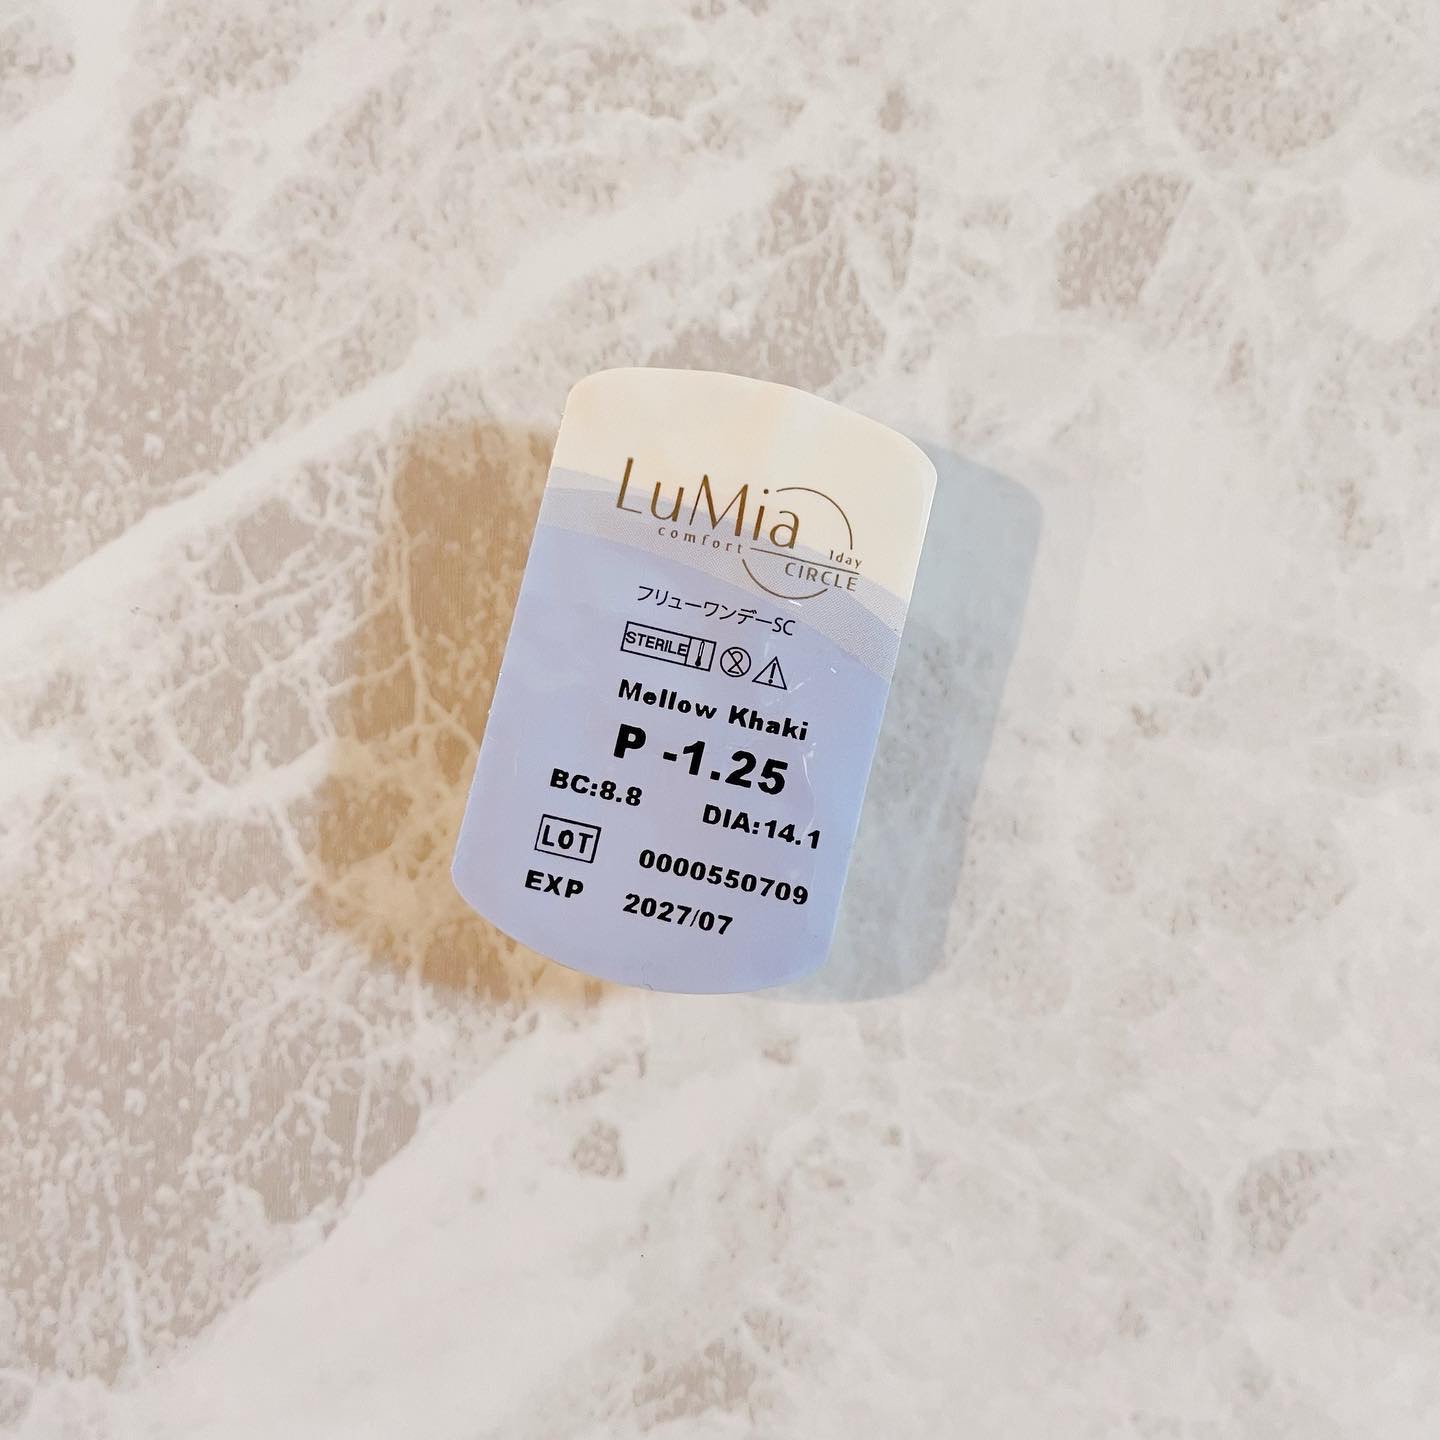 LuMia
comfort 1day
CIRCLE
フリューワンデーSC
STERILE
Mellow Khaki
P -1.25
BC:8.8 DIA:14.1
LOT 0000550709
EXP 2027/07